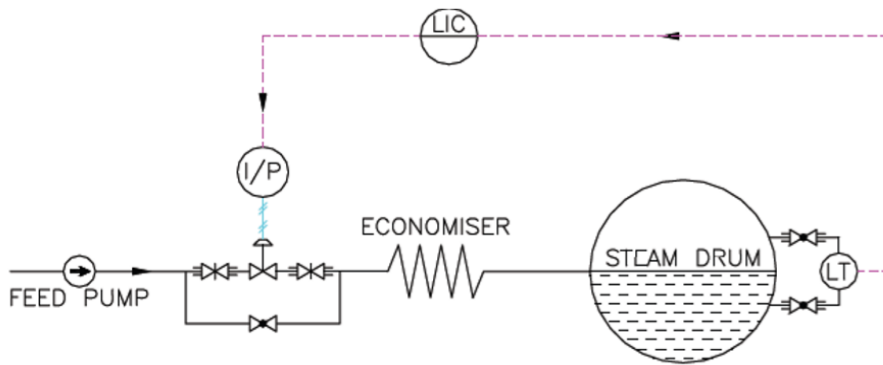 LIC
I/P
ECONOMISER
STEAM DRUM
LT
FEED PUMP